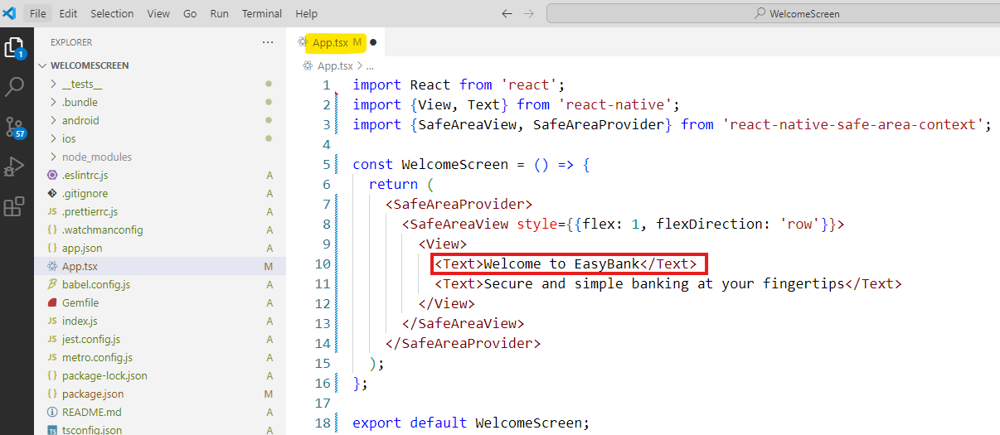 File Edit Selection View Go Run Terminal Help
WelcomeScreen
EXPLORER
App.tsx M
WELCOMESCREEN
App.tsx > ...
__tests__
.bundle
android
ios
node_modules
.eslintrc.js A
.gitignore A
.prettierrc.js A
.watchmanconfig A
app.json A
App.tsx M
babel.config.js A
Gemfile A
index.js A
jest.config.js A
metro.config.js A
package-lock.json A
package.json M
README.md A
tsconfig.json A
1
57
JS
JS
JS
JS
JS
TS
1 import React from 'react';
2 import {View, Text} from 'react-native';
3 import {SafeAreaView, SafeAreaProvider} from 'react-native-safe-area-context';
4
5 const WelcomeScreen = () => {
6 return (
7 <SafeAreaProvider>
8 <SafeAreaView style={{flex: 1, flexDirection: 'row'}}>
9 <View>
10 <Text>Welcome to EasyBank</Text>
11 <Text>Secure and simple banking at your fingertips</Text>
12 </View>
13 </SafeAreaView>
14 </SafeAreaProvider>
15 );
16 };
17
18 export default WelcomeScreen;